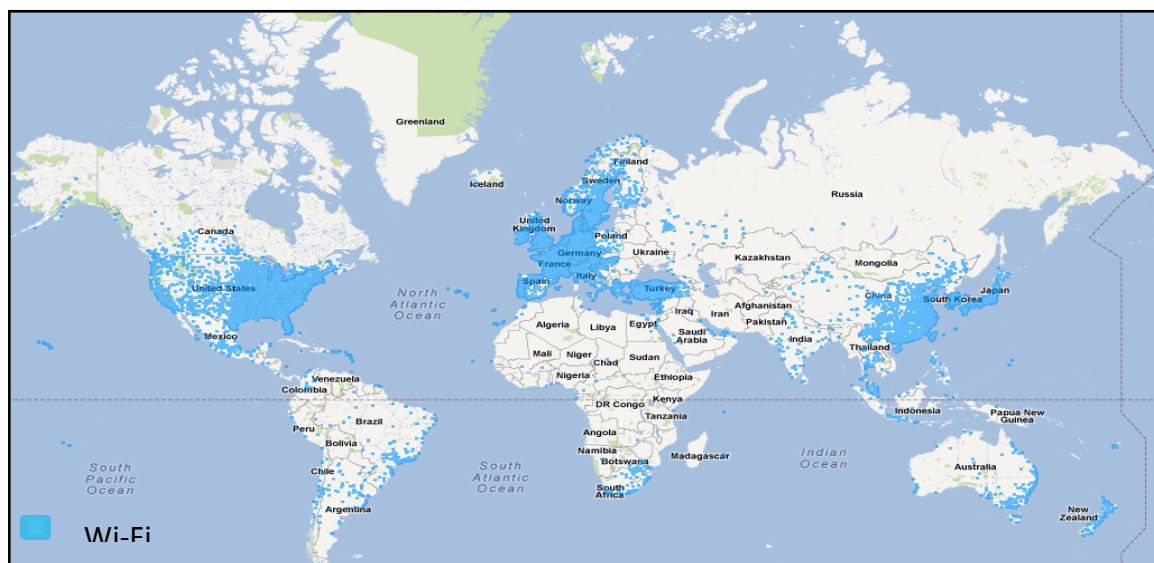 Greenland
Iceland
Finland
Sweden
Norway
Russia
United
Kingdom
Canada
Poland
Germany
Ukraine
France
Kazakhstan
Mongolia
Italy
Spain
Turkey
United States
North
Atlantic
Ocean
China
Japan
South Korea
Afghanistan
Iraq
Iran
Pakistan
Algeria
Libya
Egypt
Saudi
Arabia
India
Mexico
Thailand
Mali
Niger
Chad
Sudan
Nigeria
Ethiopia
Venezuela
Colombia
Kenya
DR Congo
Tanzania
Indonesia
Papua New
Guinea
Brazil
Peru
Angola
Bolivia
Namibia
Botswana
Madagascar
Indian
Ocean
South
Pacific
Ocean
Chile
South
Atlantic
Ocean
Australia
South
Africa
Argentina
New
Zealand
Wi-Fi